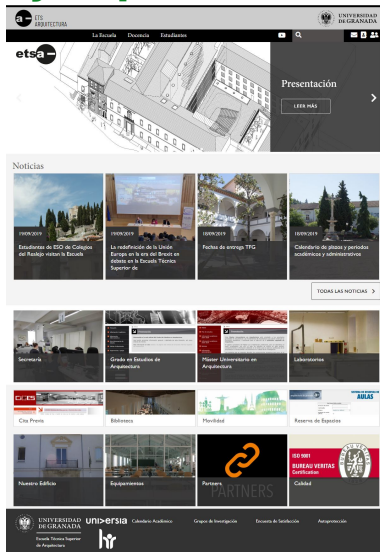 ETS
ARQUITECTURA
UNIVERSIDAD
DE GRANADA
La Escuela Docencia Estudiantes
etsa
Presentación
LEER MÁS
Noticias
19/09/2019
Estudiantes de ESO de Colegios
del Realejo visitan la Escuela
19/09/2019
La redefinición de la Unión
Europea en la era del Brexit en
debate en la Escuela Técnica
Superior de
18/09/2019
Fechas de entrega TFG
18/09/2019
Calendario de plazos y periodos
académicos y administrativos
TODAS LAS NOTICIAS
Secretaría
Grado en Estudios de
Arquitectura
Máster Universitario en
Arquitectura
Laboratorios
CITAS
AULAS
Cita Previa
Biblioteca
Movilidad
Reserva de Espacios
PARTNERS
ISO 9001
BUREAU VERITAS
Certification
Nuestro Edificio
Equipamientos
Partners
Calidad
UNIVERSIDAD
DE GRANADA
Escuela Técnica Superior
de Arquitectura
universia
hr
Calendario Académico
Grupos de Investigación
Encuesta de Satisfacción
Autoprotección